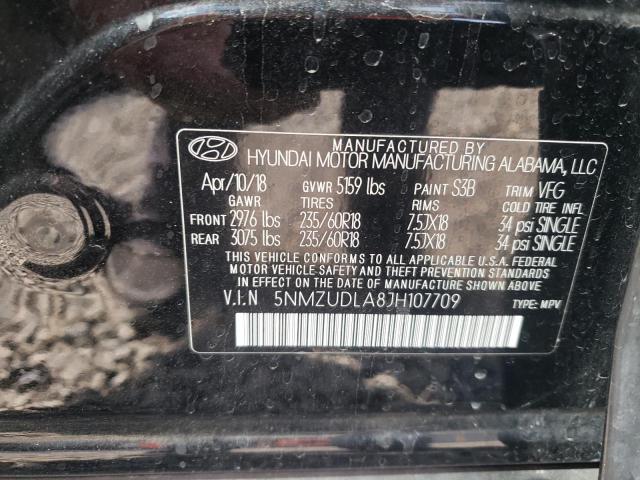 MANUFACTURED BY
HYUNDAI MOTOR MANUFACTURING ALABAMA, LLC
Apr/10/18 GVWR 5159 lbs PAINT S3B TRIM VFG
GAWR TIRES RIMS COLD TIRE INFL
FRONT 2976 lbs 235/60R18 7.5JX18 34 psi SINGLE
REAR 3075 lbs 235/60R18 7.5JX18 34 psi SINGLE
THIS VEHICLE CONFORMS TO ALL APPLICABLE U.S.A. FEDERAL
MOTOR VEHICLE SAFETY AND THEFT PREVENTION STANDARDS IN
EFFECT ON THE DATE OF MANUFACTURE SHOWN ABOVE.
V.I.N 5NMZUDLA8JH107709 TYPE: MPV